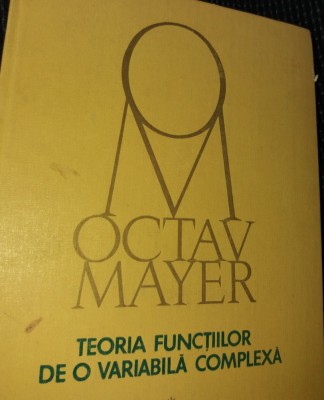 OCTAV
MAYER
TEORIA FUNCȚIILOR
DE O VARIABILĂ COMPLEXĂ